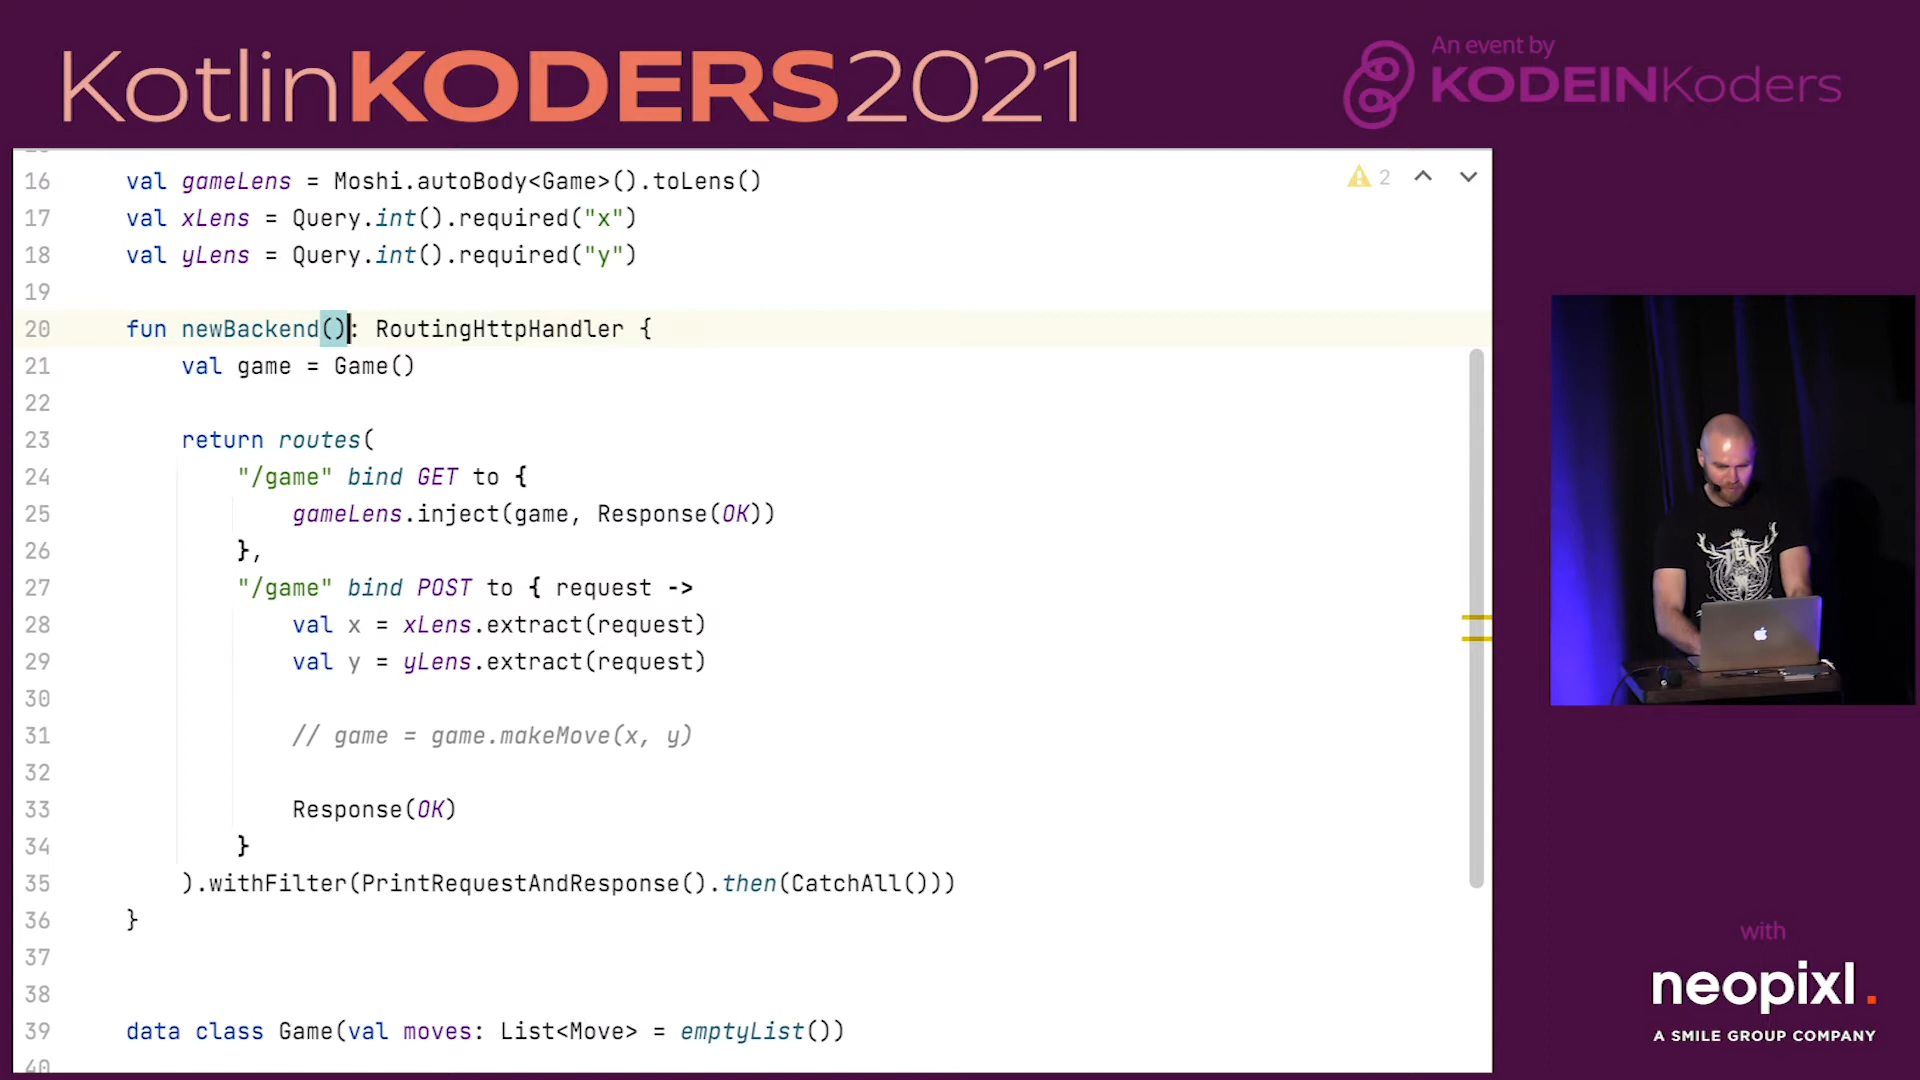 KotlinKODERS2021
An event by
KODEINKoders
16 val gameLens = Moshi.autoBody<Game>().toLens()
2
17 val xLens = Query.int().required("x")
18 val yLens = Query.int().required("y")
19
20 fun newBackend(): RoutingHttpHandler {
21 val game = Game()
22
23 return routes(
24 "/game" bind GET to {
25 gameLens.inject(game, Response(OK))
26 },
27 "/game" bind POST to { request ->
28 val x = xLens.extract(request)
29 val y = yLens.extract(request)
30
31 // game = game.makeMove(x, y)
32
33 Response(OK)
34 }
35 ).withFilter(PrintRequestAndResponse().then(CatchAll()))
36 }
37
38
39 data class Game(val moves: List<Move> = emptyList())
40
with
neopixl.
A SMILE GROUP COMPANY